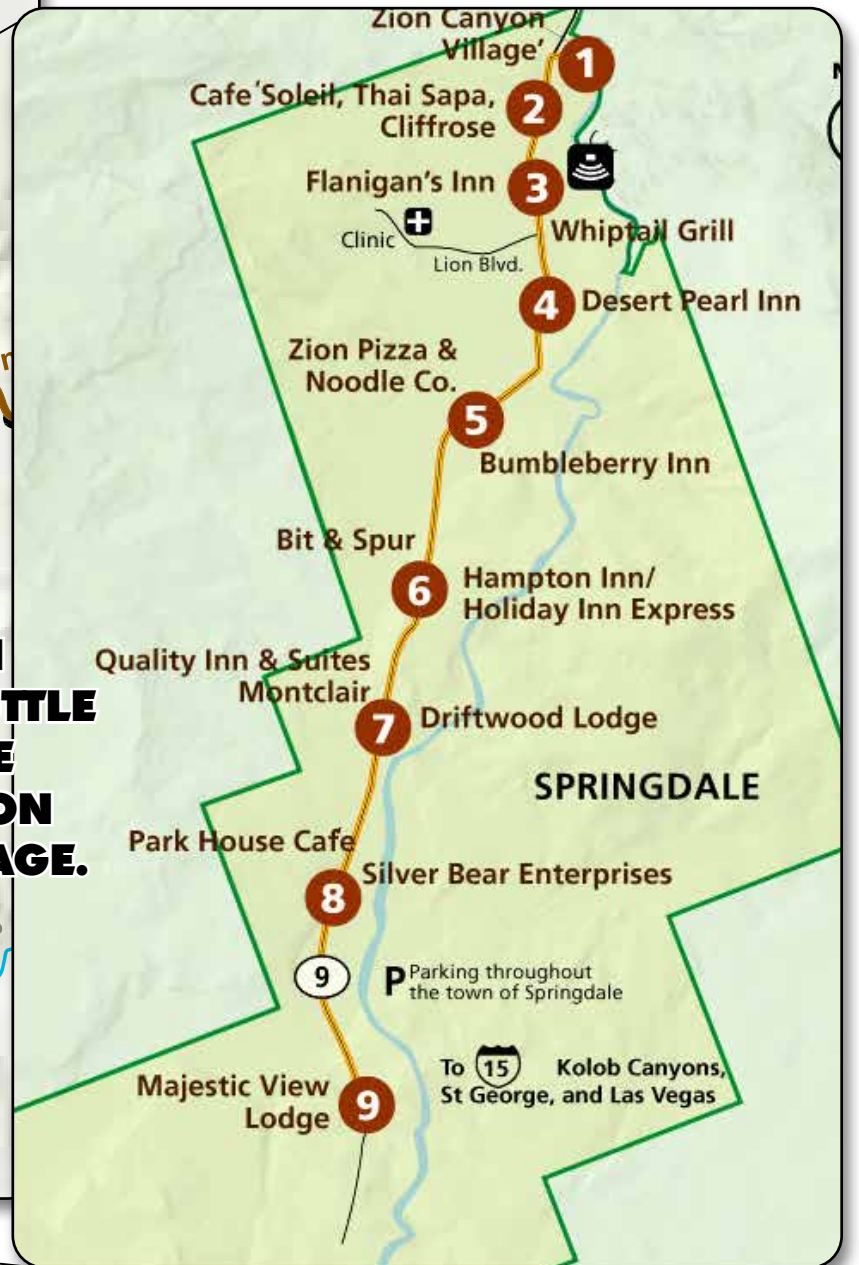 Zion Canyon
Village'
1
Cafe´Soleil, Thai Sapa,
Cliffrose
2
Flanigan's Inn
3
Clinic
Lion Blvd.
Whiptail Grill
4
Desert Pearl Inn
Zion Pizza &
Noodle Co.
5
Bumbleberry Inn
Bit & Spur
6
Hampton Inn/
Holiday Inn Express
Quality Inn & Suites
Montclair
7
Driftwood Lodge
TTLE
ON
AGE.
SPRINGDALE
Park House Cafe
8
Silver Bear Enterprises
9
P Parking throughout
the town of Springdale
To 15 Kolob Canyons,
St George, and Las Vegas
Majestic View
Lodge
9